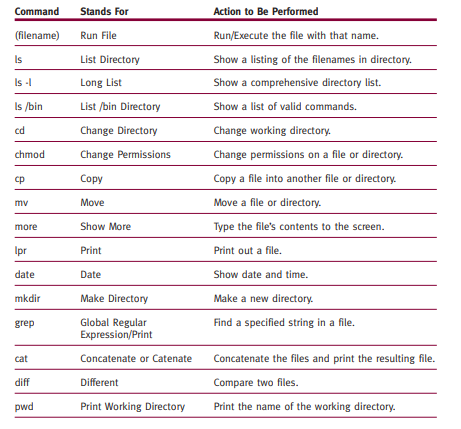 Command Stands For Action to Be Performed
(filename) Run File Run/Execute the file with that name.
ls List Directory Show a listing of the filenames in directory.
ls -l Long List Show a comprehensive directory list.
ls /bin List /bin Directory Show a list of valid commands.
cd Change Directory Change working directory.
chmod Change Permissions Change permissions on a file or directory.
cp Copy Copy a file into another file or directory.
mv Move Move a file or directory.
more Show More Type the file's contents to the screen.
lpr Print Print out a file.
date Date Show date and time.
mkdir Make Directory Make a new directory.
grep Global Regular Find a specified string in a file.
Expression/Print
cat Concatenate or Catenate Concatenate the files and print the resulting file.
diff Different Compare two files.
pwd Print Working Directory Print the name of the working directory.